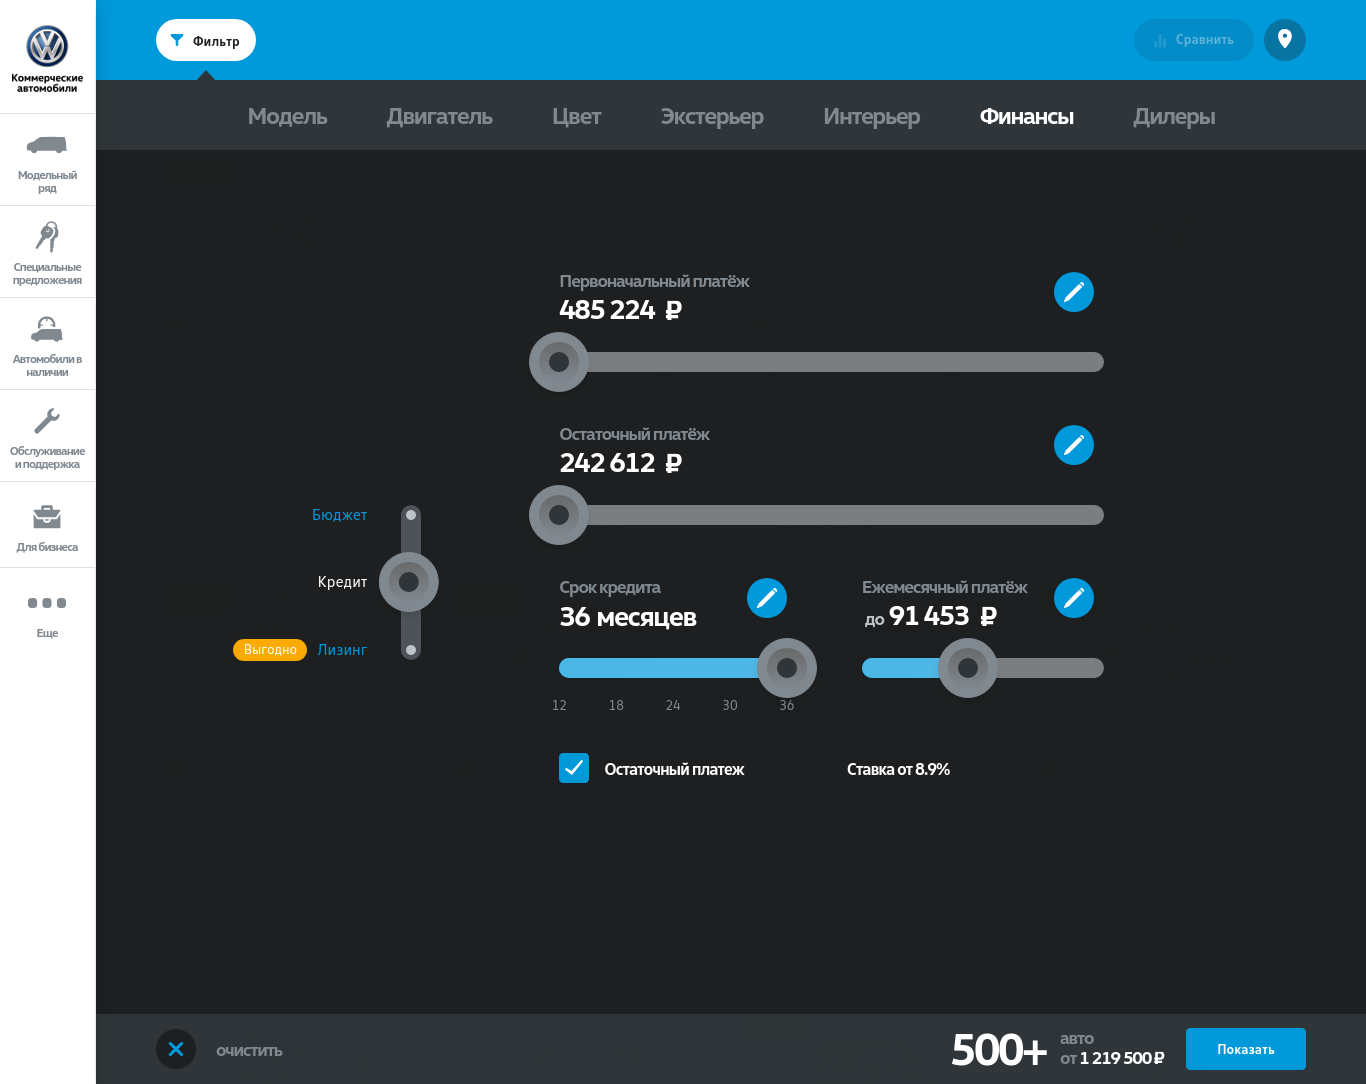 Коммерческие
автомобили
Модельный
ряд
Специальные
предложения
Автомобили в
наличии
Обслуживание
и поддержка
Для бизнеса
Еще
Фильтр
Сравнить
Модель Двигатель Цвет Экстерьер Интерьер Финансы Дилеры
Первоначальный платёж
485 224 ₽
Остаточный платёж
242 612 ₽
Бюджет
Кредит
Выгодно Лизинг
Срок кредита
36 месяцев
12 18 24 30 36
Ежемесячный платёж
до 91 453 ₽
Остаточный платеж
Ставка от 8.9%
очистить
500+
авто
от 1 219 500 ₽
Показать